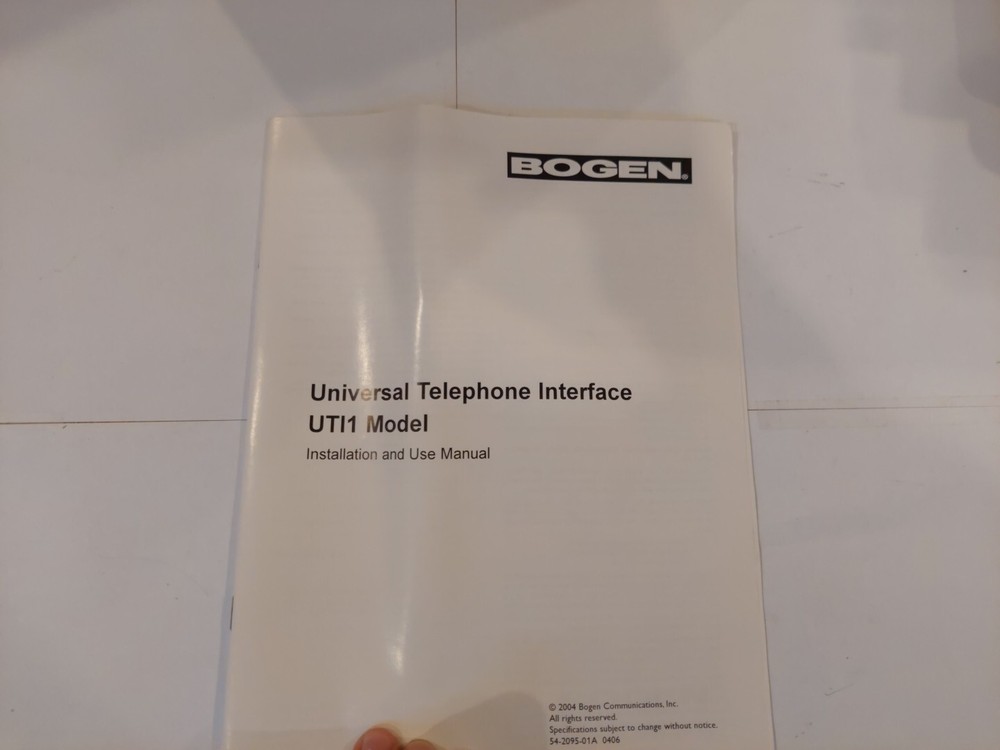 BOGEN®
Universal Telephone Interface
UTI1 Model
Installation and Use Manual
© 2004 Bogen Communications, Inc.
All rights reserved.
Specifications subject to change without notice.
54-2095-01A 0406